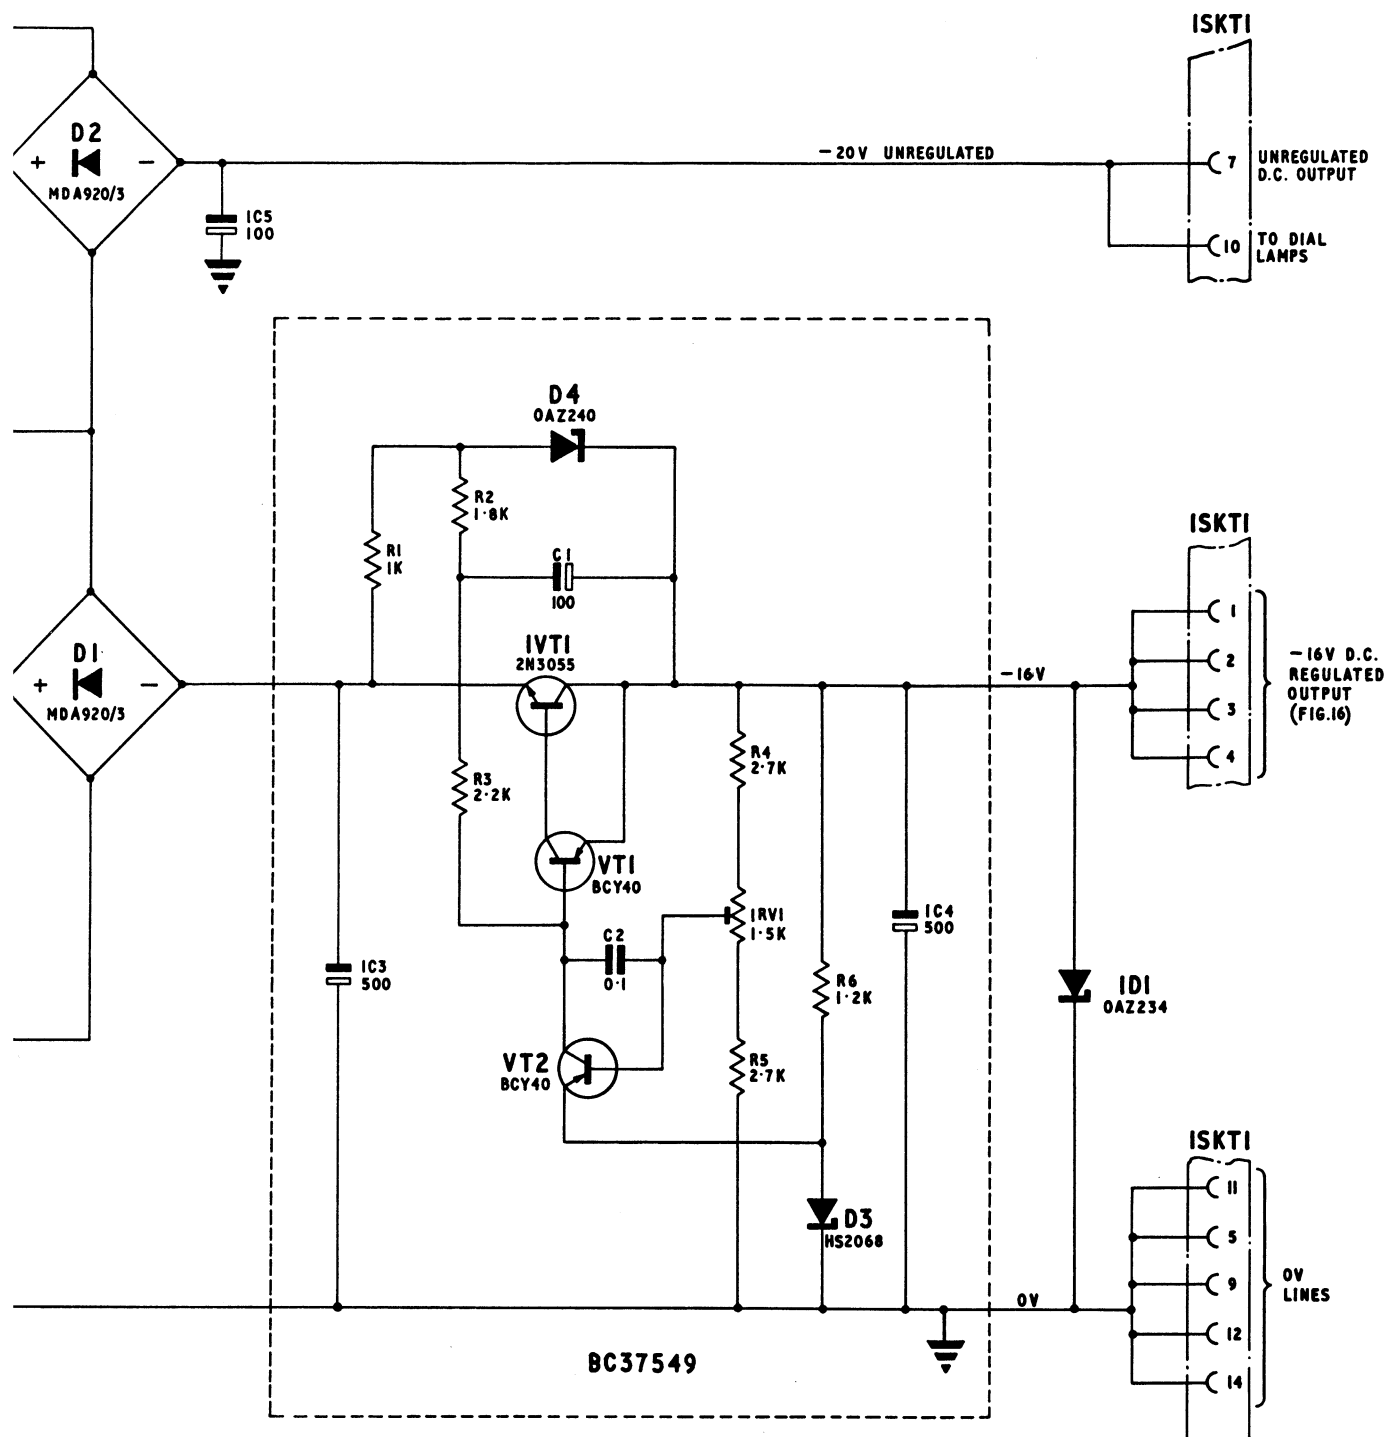 1SKT1
D2
+ −
MDA920/3
−20V UNREGULATED
7
UNREGULATED
D.C. OUTPUT
1C5
100
10
TO DIAL
LAMPS
D4
OAZ240
R2
1·8K
R1
1K
C1
100
1VT1
2N3055
1SKT1
D1
+ −
MDA920/3
−16V
1
2
3
4
−16V D.C.
REGULATED
OUTPUT
(FIG.16)
R3
2·2K
R4
2·7K
VT1
BCY40
1RV1
1·5K
1C4
500
C2
0·1
1C3
500
R6
1·2K
1D1
OAZ234
VT2
BCY40
R5
2·7K
1SKT1
11
5
9
12
14
0V
LINES
D3
HS2068
0V
BC37549